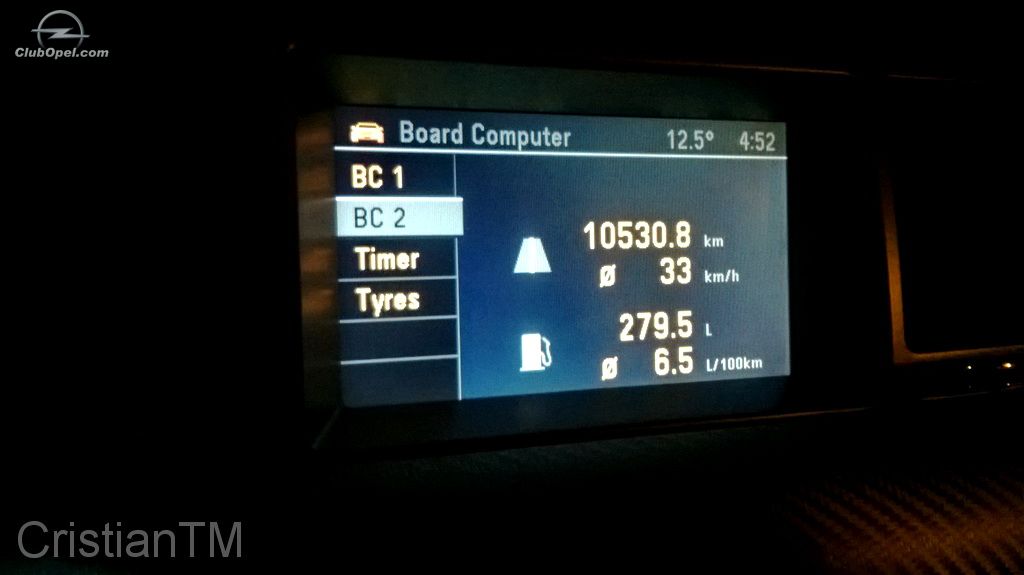 ClubOpel.com
Board Computer 12.5° 4:52
BC 1
BC 2
Timer
Tyres
10530.8 km
ø 33 km/h
279.5 L
ø 6.5 L/100km
CristianTM